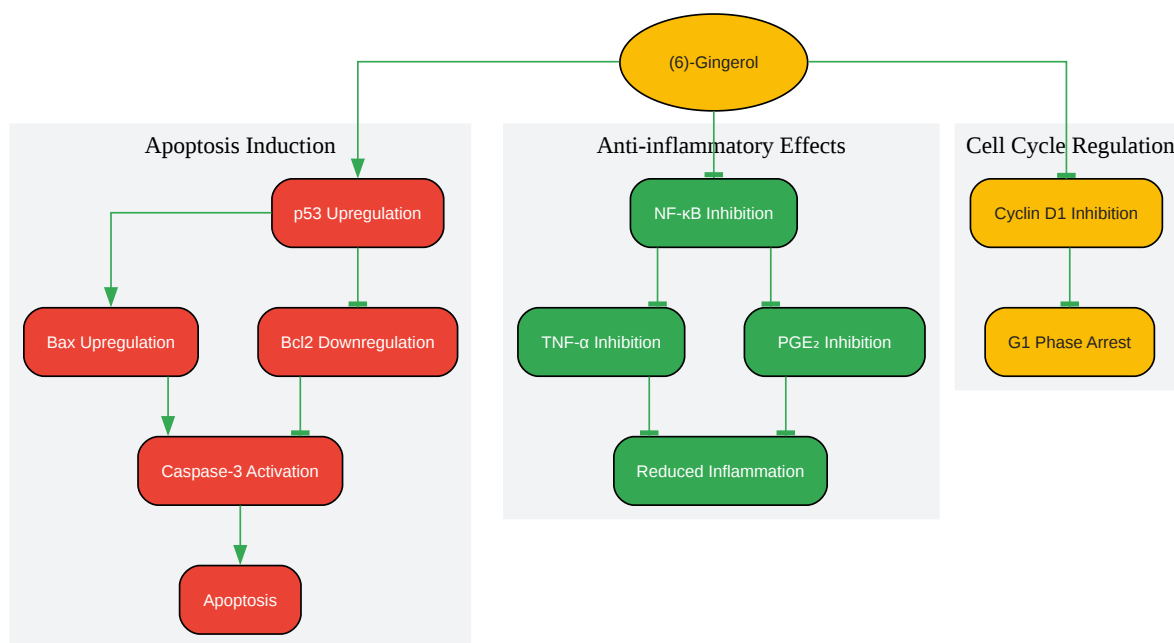 (6)-Gingerol
Apoptosis Induction
Anti-inflammatory Effects
Cell Cycle Regulation
p53 Upregulation
NF-κB Inhibition
Cyclin D1 Inhibition
Bax Upregulation
Bcl2 Downregulation
TNF-α Inhibition
PGE₂ Inhibition
G1 Phase Arrest
Caspase-3 Activation
Reduced Inflammation
Apoptosis